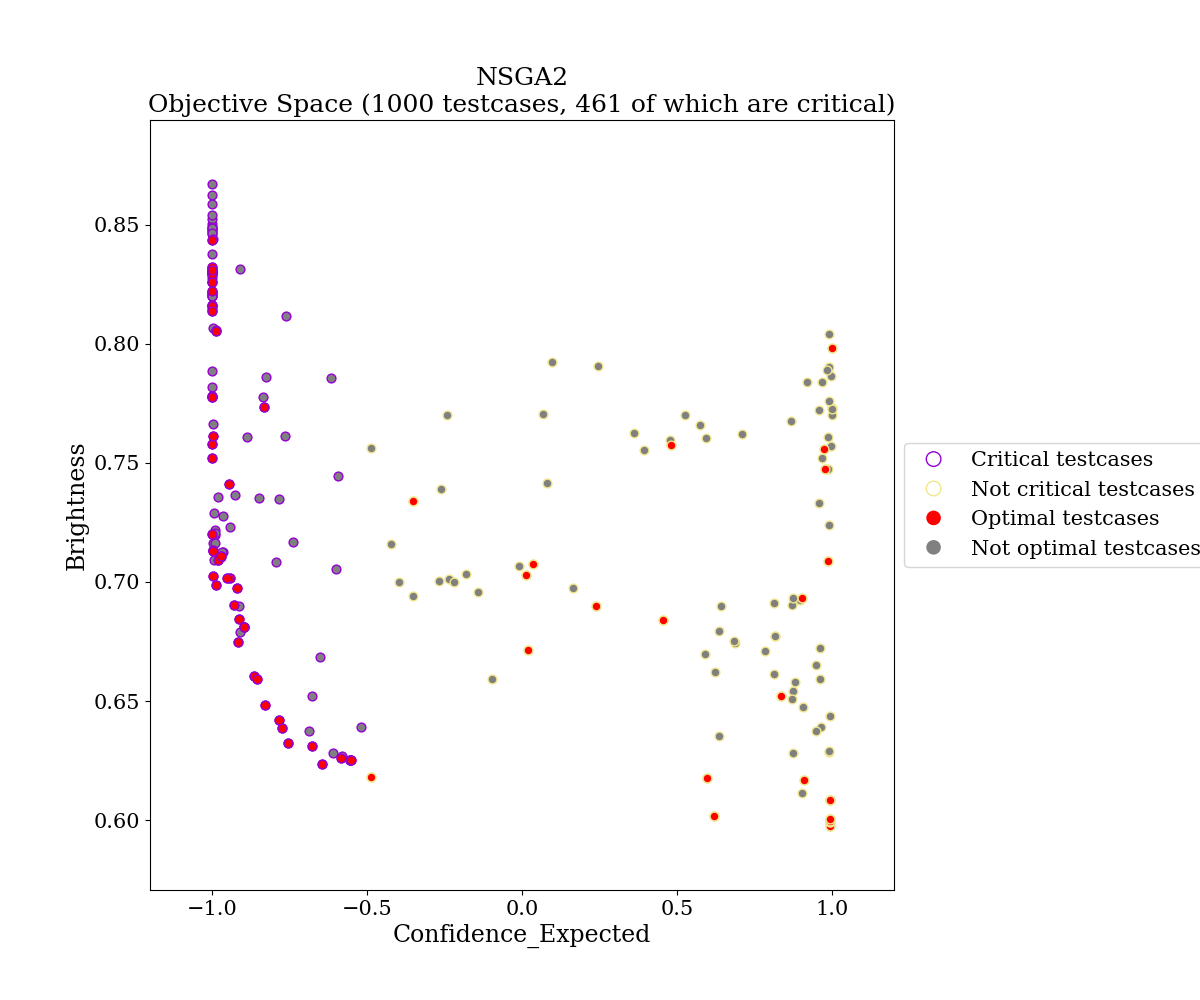 NSGA2
Objective Space (1000 testcases, 461 of which are critical)
0.85
0.80
0.75
0.70
0.65
0.60
Brightness
−1.0
−0.5
0.0
0.5
1.0
Confidence_Expected
Critical testcases
Not critical testcases
Optimal testcases
Not optimal testcases